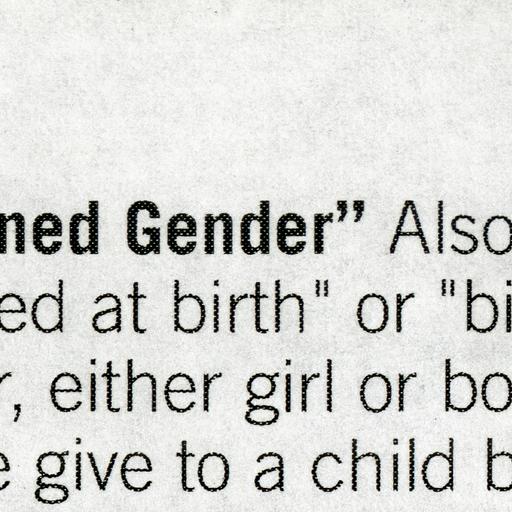 ned Gender” Also
ed at birth" or "bi
r, either girl or bo
e give to a child b